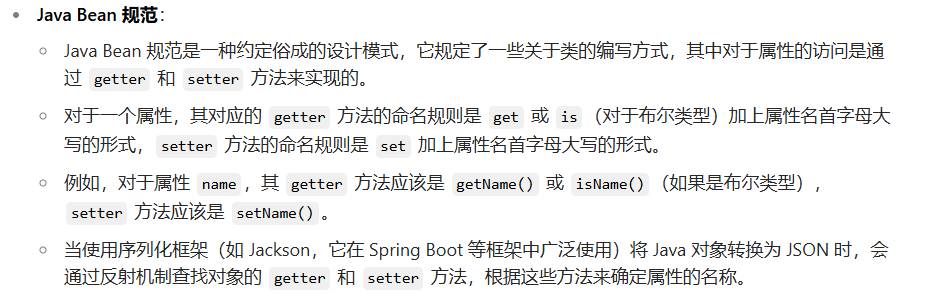 Java Bean 规范：
Java Bean 规范是一种约定俗成的设计模式，它规定了一些关于类的编写方式，其中对于属性的访问是通
过 getter 和 setter 方法来实现的。
对于一个属性，其对应的 getter 方法的命名规则是 get 或 is （对于布尔类型）加上属性名首字母大
写的形式， setter 方法的命名规则是 set 加上属性名首字母大写的形式。
例如，对于属性 name ，其 getter 方法应该是 getName() 或 isName() （如果是布尔类型），
setter 方法应该是 setName() 。
当使用序列化框架（如 Jackson，它在 Spring Boot 等框架中广泛使用）将 Java 对象转换为 JSON 时，会
通过反射机制查找对象的 getter 和 setter 方法，根据这些方法来确定属性的名称。